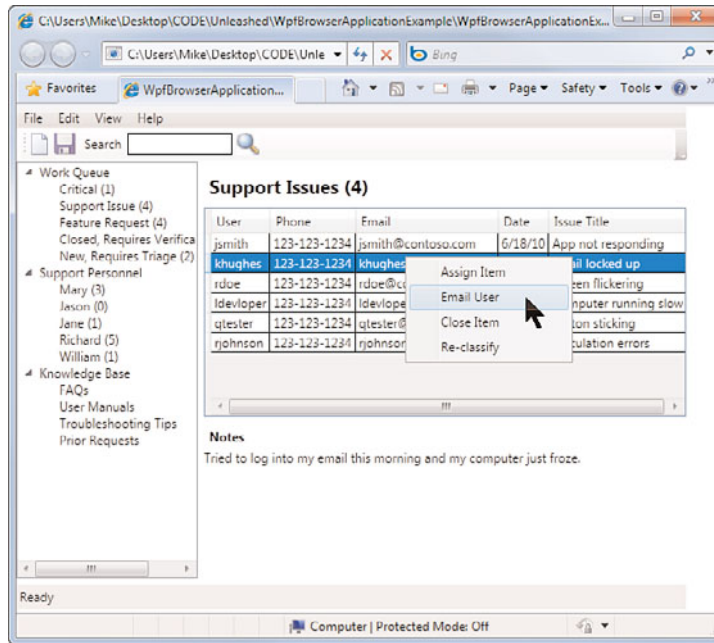 C:\Users\Mike\Desktop\CODE\Unleashed\WpfBrowserApplicationExample\WpfBrowserApplicationEx...
C:\Users\Mike\Desktop\CODE\Unle
Bing
Favorites WpfBrowserApplication... Page Safety Tools
File Edit View Help
Search
Work Queue
Critical (1)
Support Issue (4)
Feature Request (4)
Closed, Requires Verifica
New, Requires Triage (2)
Support Personnel
Mary (3)
Jason (0)
Jane (1)
Richard (5)
William (1)
Knowledge Base
FAQs
User Manuals
Troubleshooting Tips
Prior Requests
Support Issues (4)
User Phone Email Date Issue Title
jsmith 123-123-1234 jsmith@contoso.com 6/18/10 App not responding
khughes 123-123-1234 khughes ail locked up
rdoe 123-123-1234 rdoe@co een flickering
ldevloper 123-123-1234 ldevlope nputer running slow
qtester 123-123-1234 qtester@ ton sticking
rjohnson 123-123-1234 rjohnson culation errors
Assign Item
Email User
Close Item
Re-classify
Notes
Tried to log into my email this morning and my computer just froze.
Ready
Computer | Protected Mode: Off